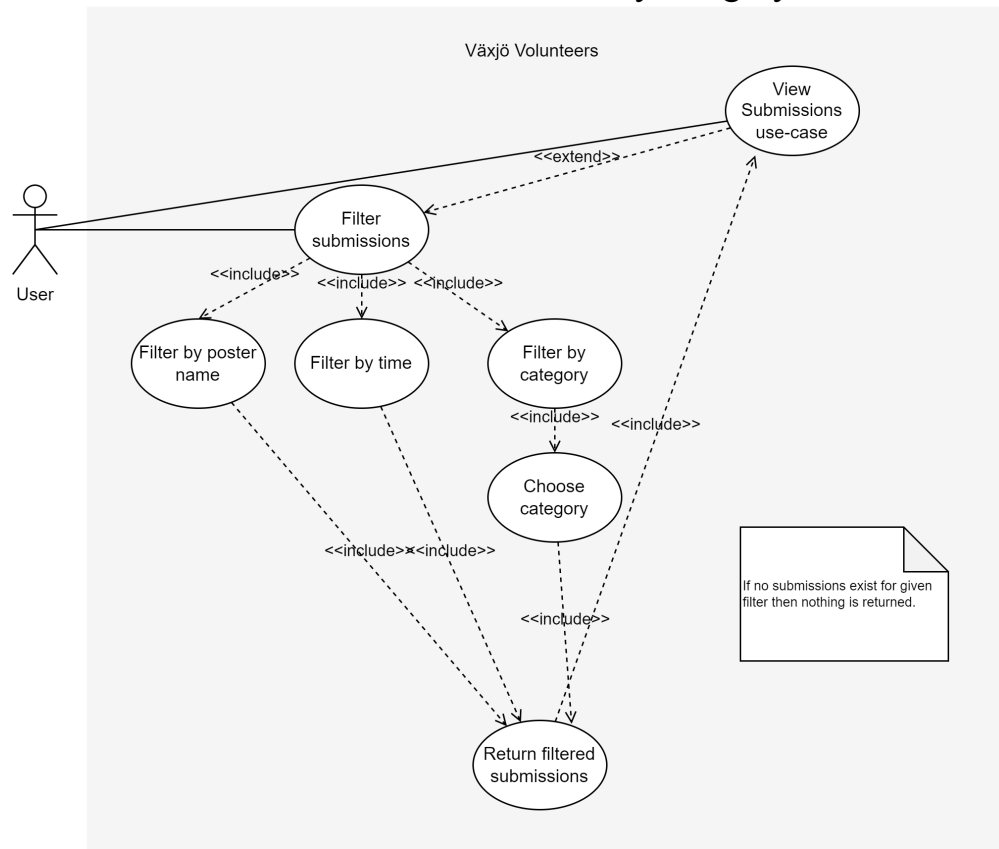 Växjö Volunteers
View
Submissions
use-case
<<extend>>
Filter
submissions
User
<<include>>
<<include>>
<<include>>
Filter by poster
name
Filter by time
Filter by
category
<<include>>
<<include>>
Choose
category
<<include>>
<<include>>
If no submissions exist for given
filter then nothing is returned.
<<include>>
Return filtered
submissions